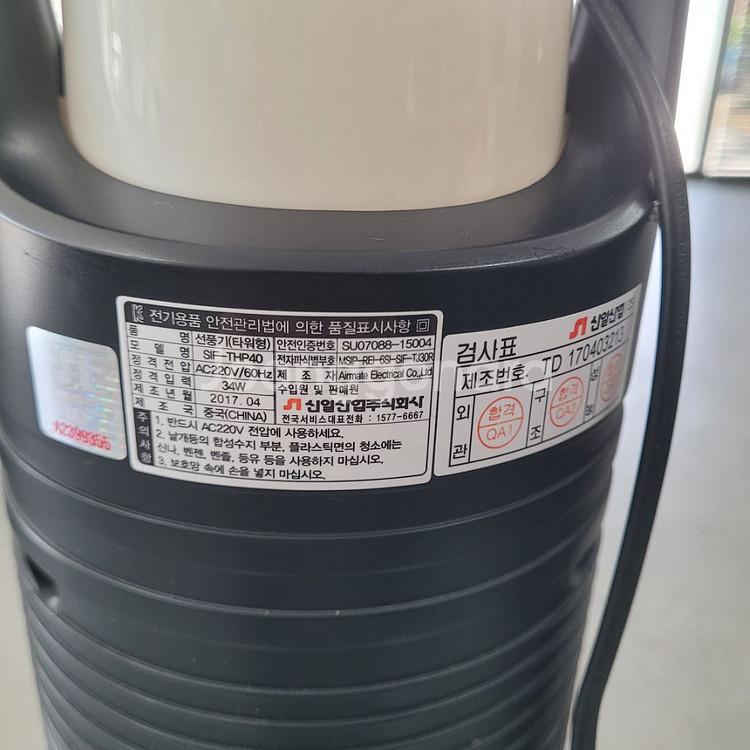 전기용품 안전관리법에 의한 품질표시사항
품 명 선풍기(타워형) 안전인증번호 SU07088-15004
모 델 명 SIF-THP40 전자파식별부호 MSIP-REI-6SI-SIF-TJ30R
정격전압 AC220V/60Hz 제 조 자 Airmate Electrical Co.,Ltd
정격입력 34W 수입원 및 판매원
제조년월 2017. 04 신일산업주식회사
제 조 국 중국(CHINA) 전국서비스대표전화 : 1577-6667
주의사항
1. 반드시 AC220V 전압에 사용하세요.
2. 날개등의 합성수지 부분, 플라스틱면의 청소에는
신나, 벤젠, 벤졸, 등유 등을 사용하지 마십시오.
3. 보호망 속에 손을 넣지 마십시오.
A2399365
검사표 신일산업
제조번호 TD 170403213
외관 합격 QA1
구조 합격 QA2
성